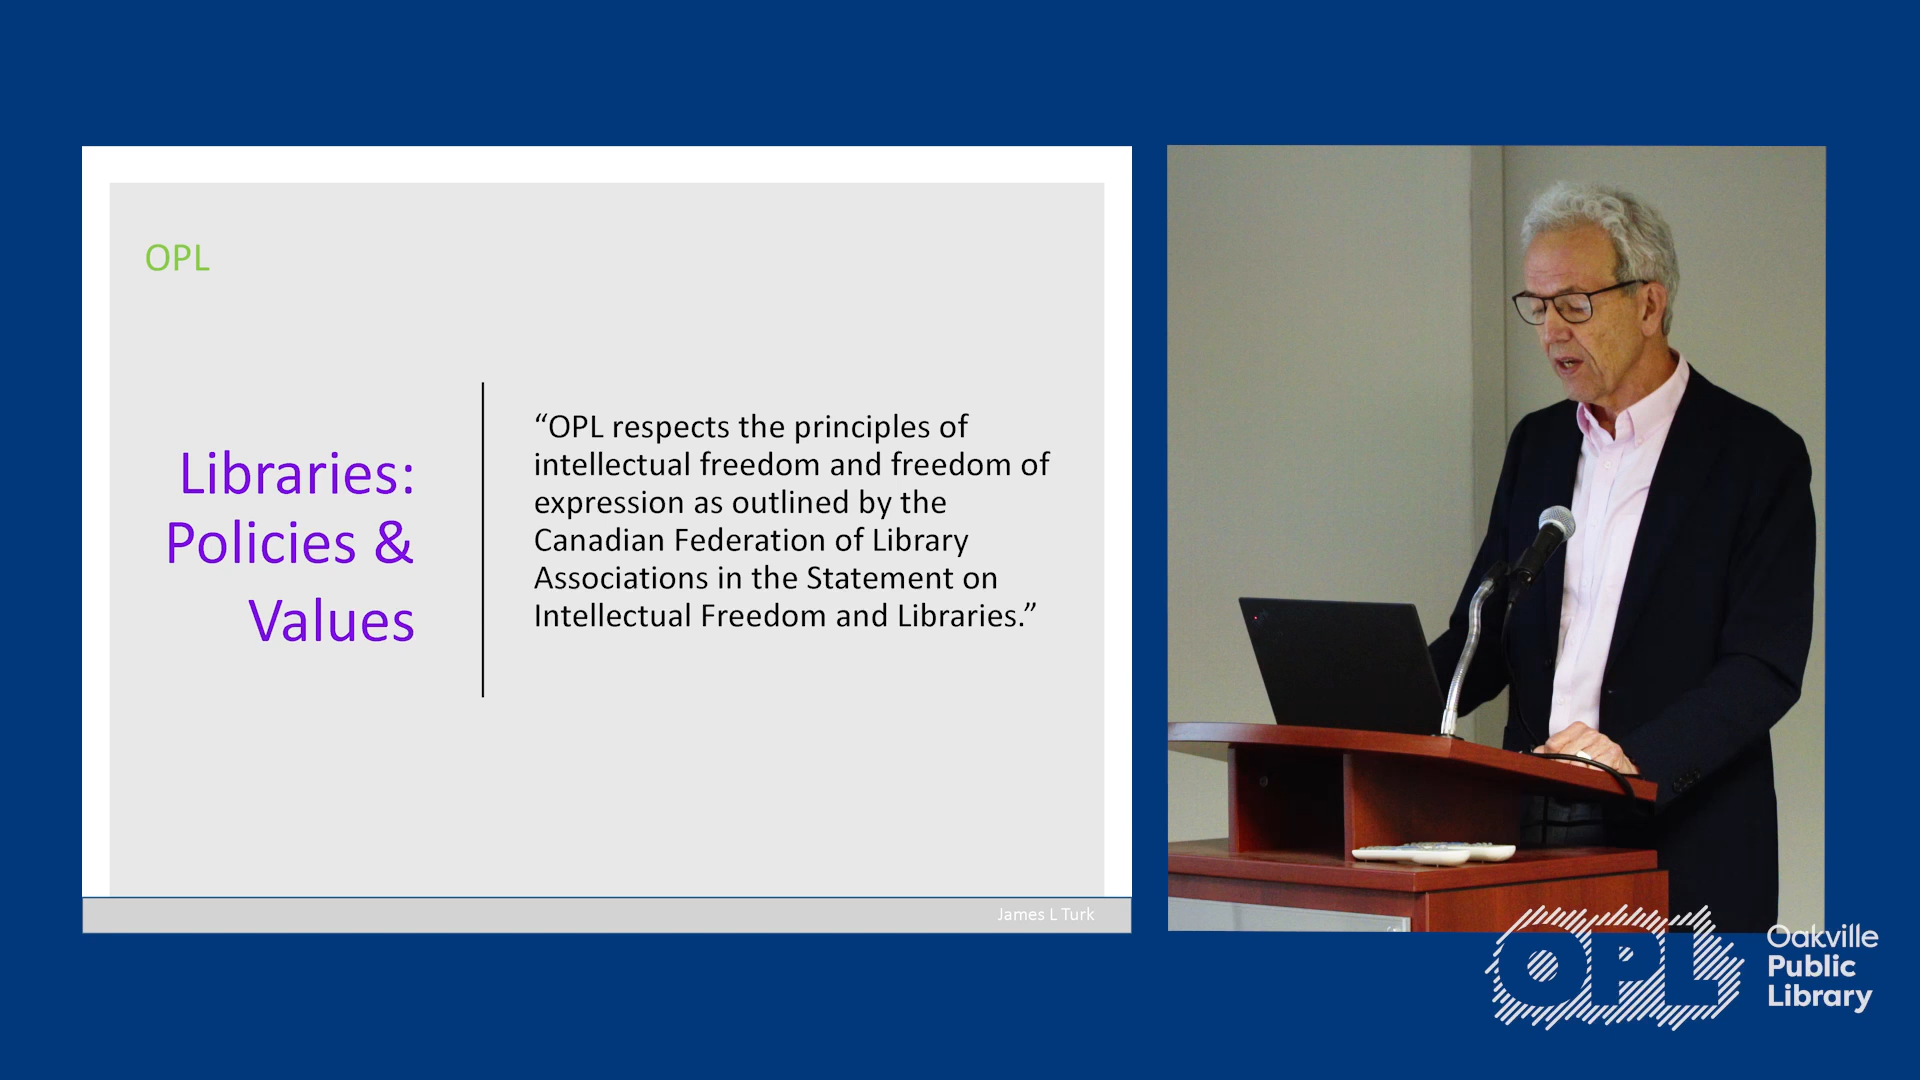 OPL
Libraries:
Policies &
Values
“OPL respects the principles of
intellectual freedom and freedom of
expression as outlined by the
Canadian Federation of Library
Associations in the Statement on
Intellectual Freedom and Libraries.”
James L Turk
OPL
Oakville
Public
Library